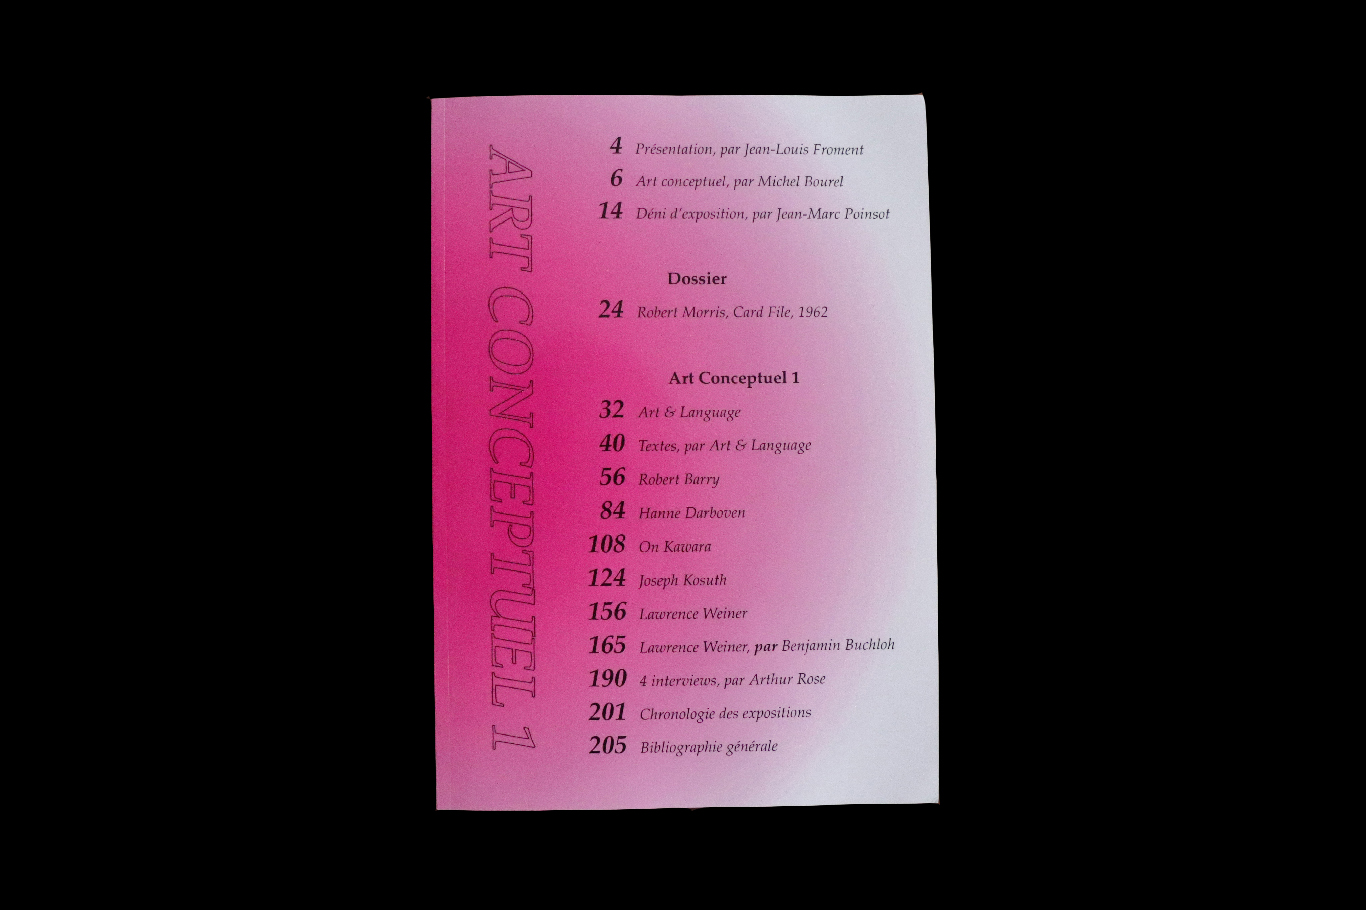 ART CONCEPTUEL 1
4 Présentation, par Jean-Louis Froment
6 Art conceptuel, par Michel Bourel
14 Déni d'exposition, par Jean-Marc Poinsot
Dossier
24 Robert Morris, Card File, 1962
Art Conceptuel 1
32 Art & Language
40 Textes, par Art & Language
56 Robert Barry
84 Hanne Darboven
108 On Kawara
124 Joseph Kosuth
156 Lawrence Weiner
165 Lawrence Weiner, par Benjamin Buchloh
190 4 interviews, par Arthur Rose
201 Chronologie des expositions
205 Bibliographie générale